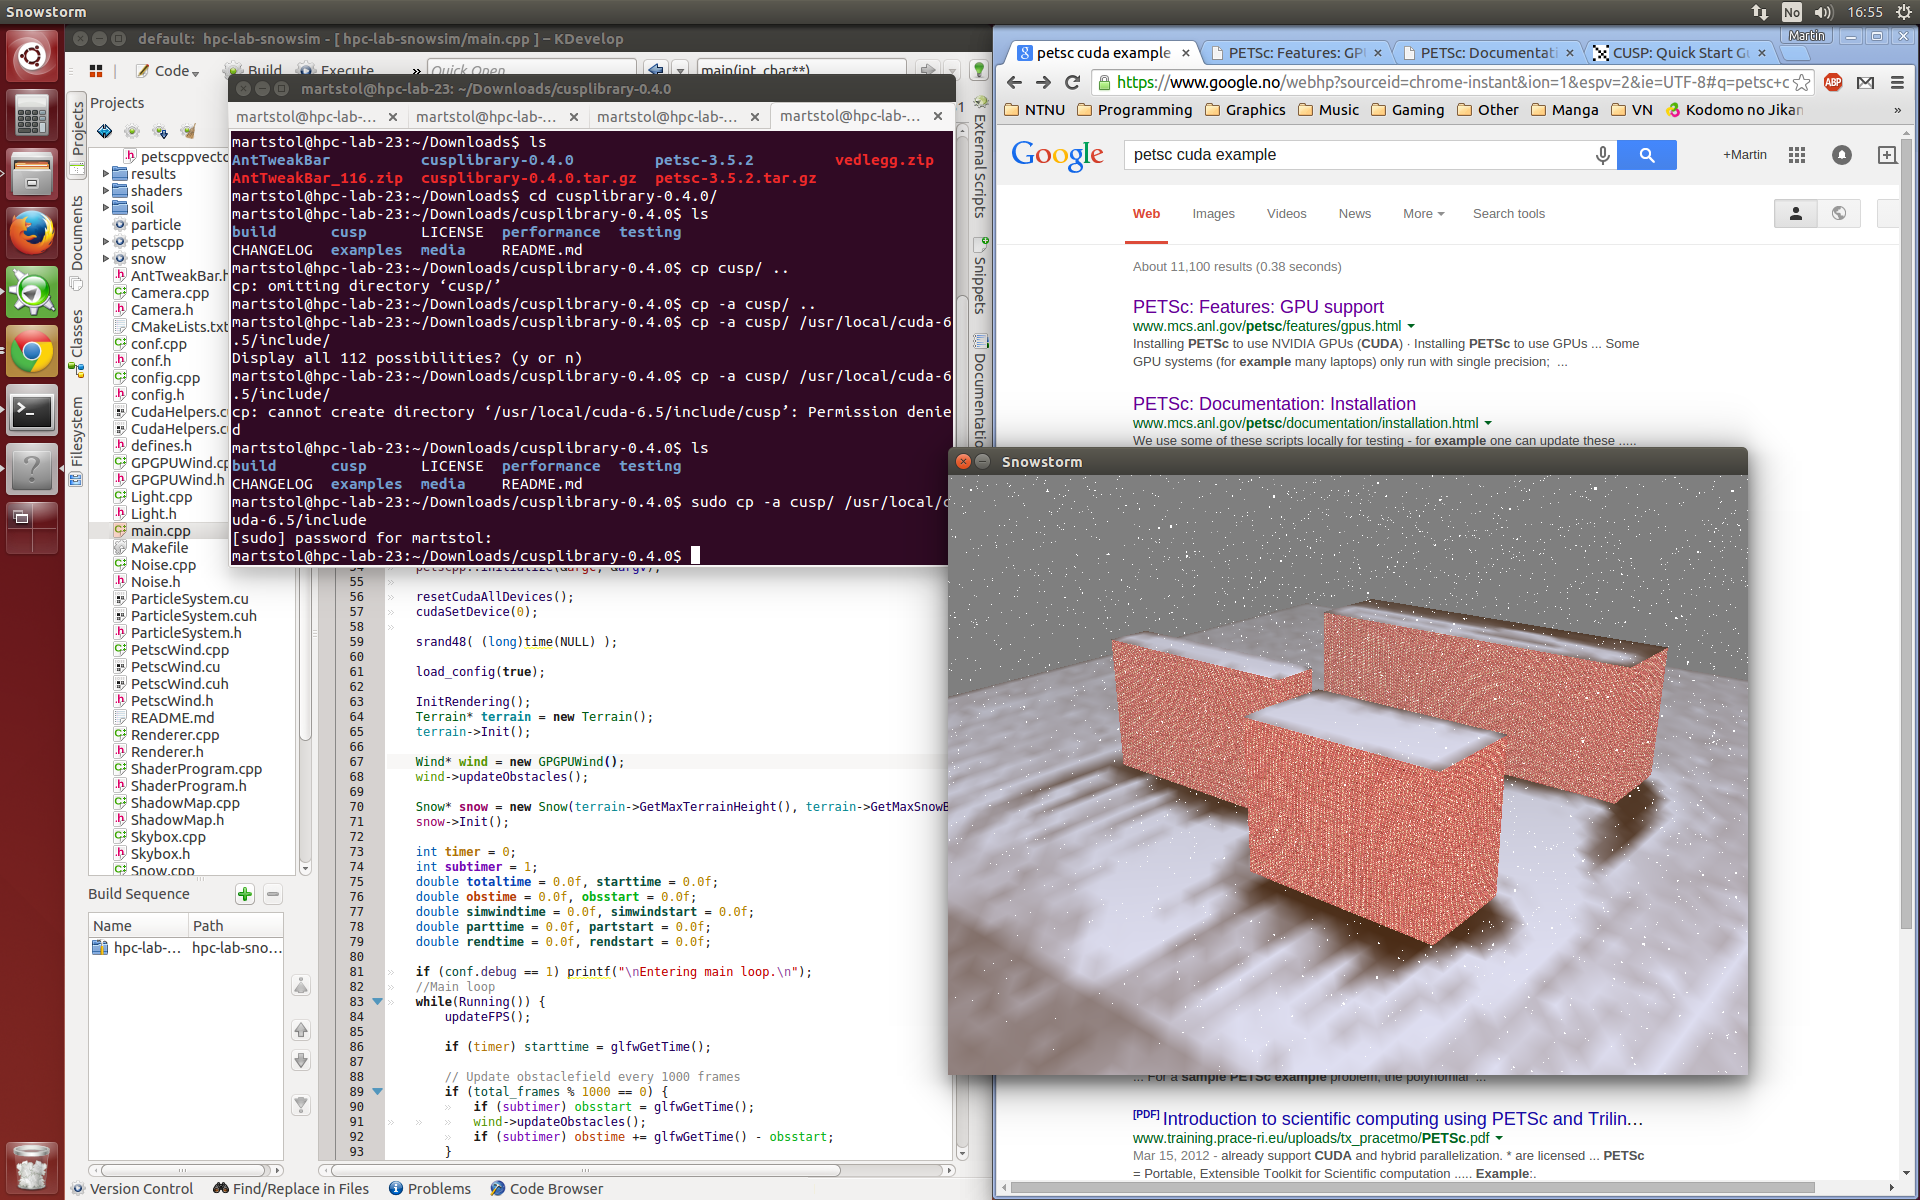 Snowstorm
No
16:55
default: hpc-lab-snowsim - [ hpc-lab-snowsim/main.cpp ] – KDevelop
Code
Build
Execute
»
Quick Open
main(int, char**)
Projects
Projects
Documents
Classes
Filesystem
results
shaders
soil
particle
petscpp
snow
AntTweakBar.h
Camera.cpp
Camera.h
CMakeLists.txt
conf.cpp
conf.h
config.cpp
config.h
defines.h
GPGPUWind.h
Light.cpp
Light.h
main.cpp
Makefile
Noise.cpp
Noise.h
ParticleSystem.cu
ParticleSystem.cuh
ParticleSystem.h
PetscWind.cpp
PetscWind.cu
PetscWind.cuh
PetscWind.h
README.md
Renderer.cpp
Renderer.h
ShaderProgram.cpp
ShaderProgram.h
ShadowMap.cpp
ShadowMap.h
Skybox.cpp
Skybox.h
Snow.cpp
Build Sequence
Name Path
hpc-lab-... hpc-lab-sno...
martstol@hpc-lab-23: ~/Downloads/cusplibrary-0.4.0
martstol@hpc-lab-... martstol@hpc-lab-... martstol@hpc-lab-... martstol@hpc-lab-...
martstol@hpc-lab-23:~/Downloads$ ls
AntTweakBar cusplibrary-0.4.0 petsc-3.5.2 vedlegg.zip
AntTweakBar_116.zip cusplibrary-0.4.0.tar.gz petsc-3.5.2.tar.gz
martstol@hpc-lab-23:~/Downloads$ cd cusplibrary-0.4.0/
martstol@hpc-lab-23:~/Downloads/cusplibrary-0.4.0$ ls
build cusp LICENSE performance testing
CHANGELOG examples media README.md
martstol@hpc-lab-23:~/Downloads/cusplibrary-0.4.0$ cp cusp/ ..
cp: omitting directory ‘cusp/’
martstol@hpc-lab-23:~/Downloads/cusplibrary-0.4.0$ cp -a cusp/ ..
martstol@hpc-lab-23:~/Downloads/cusplibrary-0.4.0$ cp -a cusp/ /usr/local/cuda-6
.5/include/
Display all 112 possibilities? (y or n)
martstol@hpc-lab-23:~/Downloads/cusplibrary-0.4.0$ cp -a cusp/ /usr/local/cuda-6
.5/include/
cp: cannot create directory ‘/usr/local/cuda-6.5/include/cusp’: Permission denie
d
martstol@hpc-lab-23:~/Downloads/cusplibrary-0.4.0$ ls
build cusp LICENSE performance testing
CHANGELOG examples media README.md
martstol@hpc-lab-23:~/Downloads/cusplibrary-0.4.0$ sudo cp -a cusp/ /usr/local/c
uda-6.5/include
[sudo] password for martstol:
martstol@hpc-lab-23:~/Downloads/cusplibrary-0.4.0$
55
56 resetCudaAllDevices();
57 cudaSetDevice(0);
58
59 srand48( (long)time(NULL) );
60
61 load_config(true);
62
63 InitRendering();
64 Terrain* terrain = new Terrain();
65 terrain->Init();
66
67 Wind* wind = new GPGPUWind();
68 wind->updateObstacles();
69
70 Snow* snow = new Snow(terrain->GetMaxTerrainHeight(), terrain->GetMaxSnow
71 snow->Init();
72
73 int timer = 0;
74 int subtimer = 1;
75 double totaltime = 0.0f, starttime = 0.0f;
76 double obstime = 0.0f, obsstart = 0.0f;
77 double simwindtime = 0.0f, simwindstart = 0.0f;
78 double parttime = 0.0f, partstart = 0.0f;
79 double rendtime = 0.0f, rendstart = 0.0f;
80
81 if (conf.debug == 1) printf("\nEntering main loop.\n");
82 //Main loop
83 while(Running()) {
84 updateFPS();
85
86 if (timer) starttime = glfwGetTime();
87
88 // Update obstaclefield every 1000 frames
89 if (total_frames % 1000 == 0) {
90 if (subtimer) obsstart = glfwGetTime();
91 wind->updateObstacles();
92 if (subtimer) obstime += glfwGetTime() - obsstart;
93 }
External Scripts
Snippets
Documentatio
Version Control Find/Replace in Files Problems Code Browser
Martin
petsc cuda example PETSc: Features: GP PETSc: Documentati CUSP: Quick Start G
https://www.google.no/webhp?sourceid=chrome-instant&ion=1&espv=2&ie=UTF-8#q=petsc+c
ABP
NTNU Programming Graphics Music Gaming Other Manga VN Kodomo no Jikan »
Google
petsc cuda example
+Martin
Web Images Videos News More Search tools
About 11,100 results (0.38 seconds)
PETSc: Features: GPU support
www.mcs.anl.gov/petsc/features/gpus.html
Installing PETSc to use NVIDIA GPUs (CUDA) · Installing PETSc to use GPUs ... Some
GPU systems (for example many laptops) only run with single precision; ...
PETSc: Documentation: Installation
www.mcs.anl.gov/petsc/documentation/installation.html
We use some of these scripts locally for testing - for example one can update these .....
Snowstorm
... For a sample PETSc example problem, the polynomial ...
[PDF] Introduction to scientific computing using PETSc and Trilin...
www.training.prace-ri.eu/uploads/tx_pracetmo/PETSc.pdf
Mar 15, 2012 - already support CUDA and hybrid parallelization. * are licensed ... PETSc
= Portable, Extensible Toolkit for Scientific computation ..... Example:.